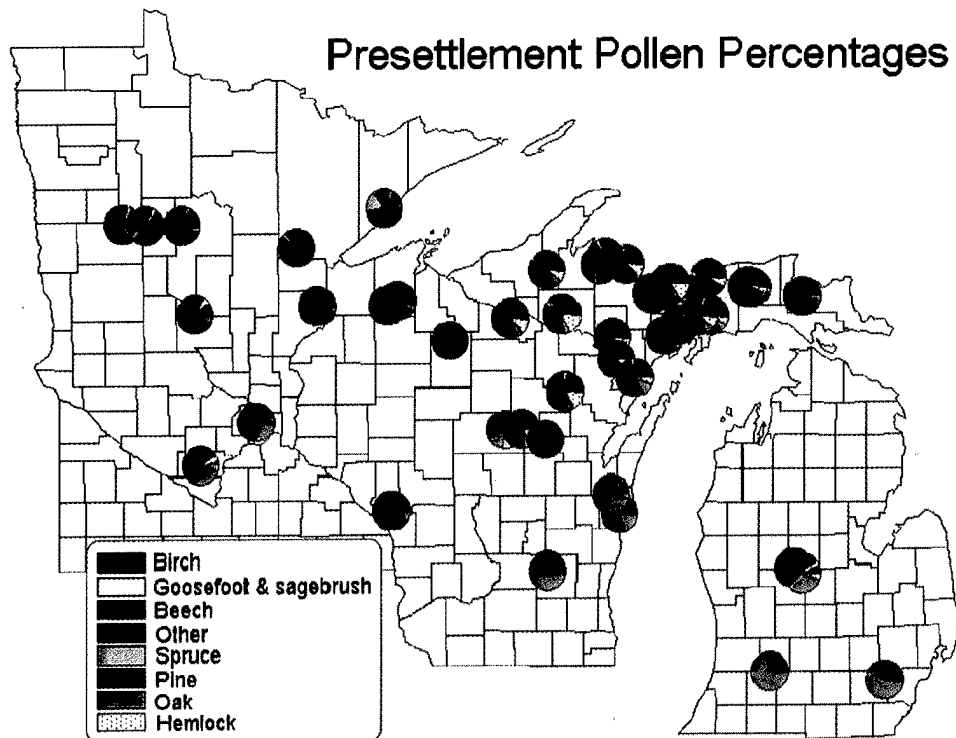 Presettlement Pollen Percentages
Birch
Goosefoot & sagebrush
Beech
Other
Spruce
Pine
Oak
Hemlock